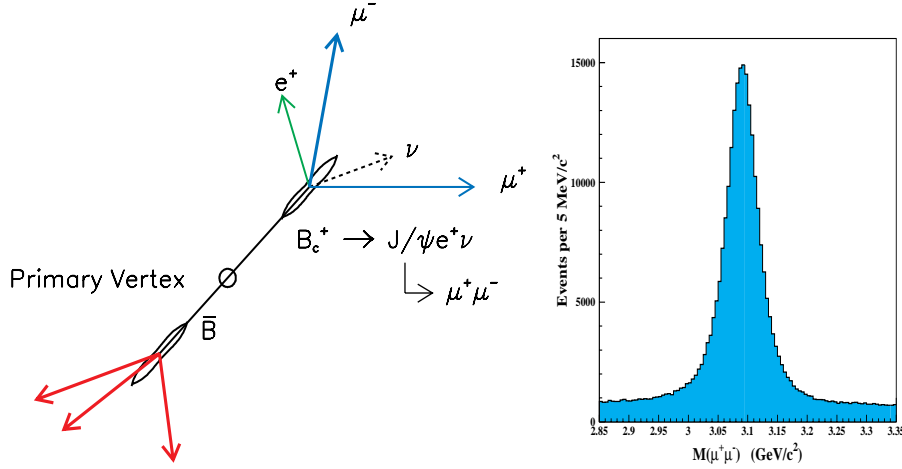 μ⁻
e⁺
ν
μ⁺
B_c⁺ → J/ψe⁺ν
μ⁺μ⁻
Primary Vertex
B̅
Events per 5 MeV/c²
15000
10000
5000
0
2.85 2.9 2.95 3 3.05 3.1 3.15 3.2 3.25 3.3 3.35
M(μ⁺μ⁻) (GeV/c²)